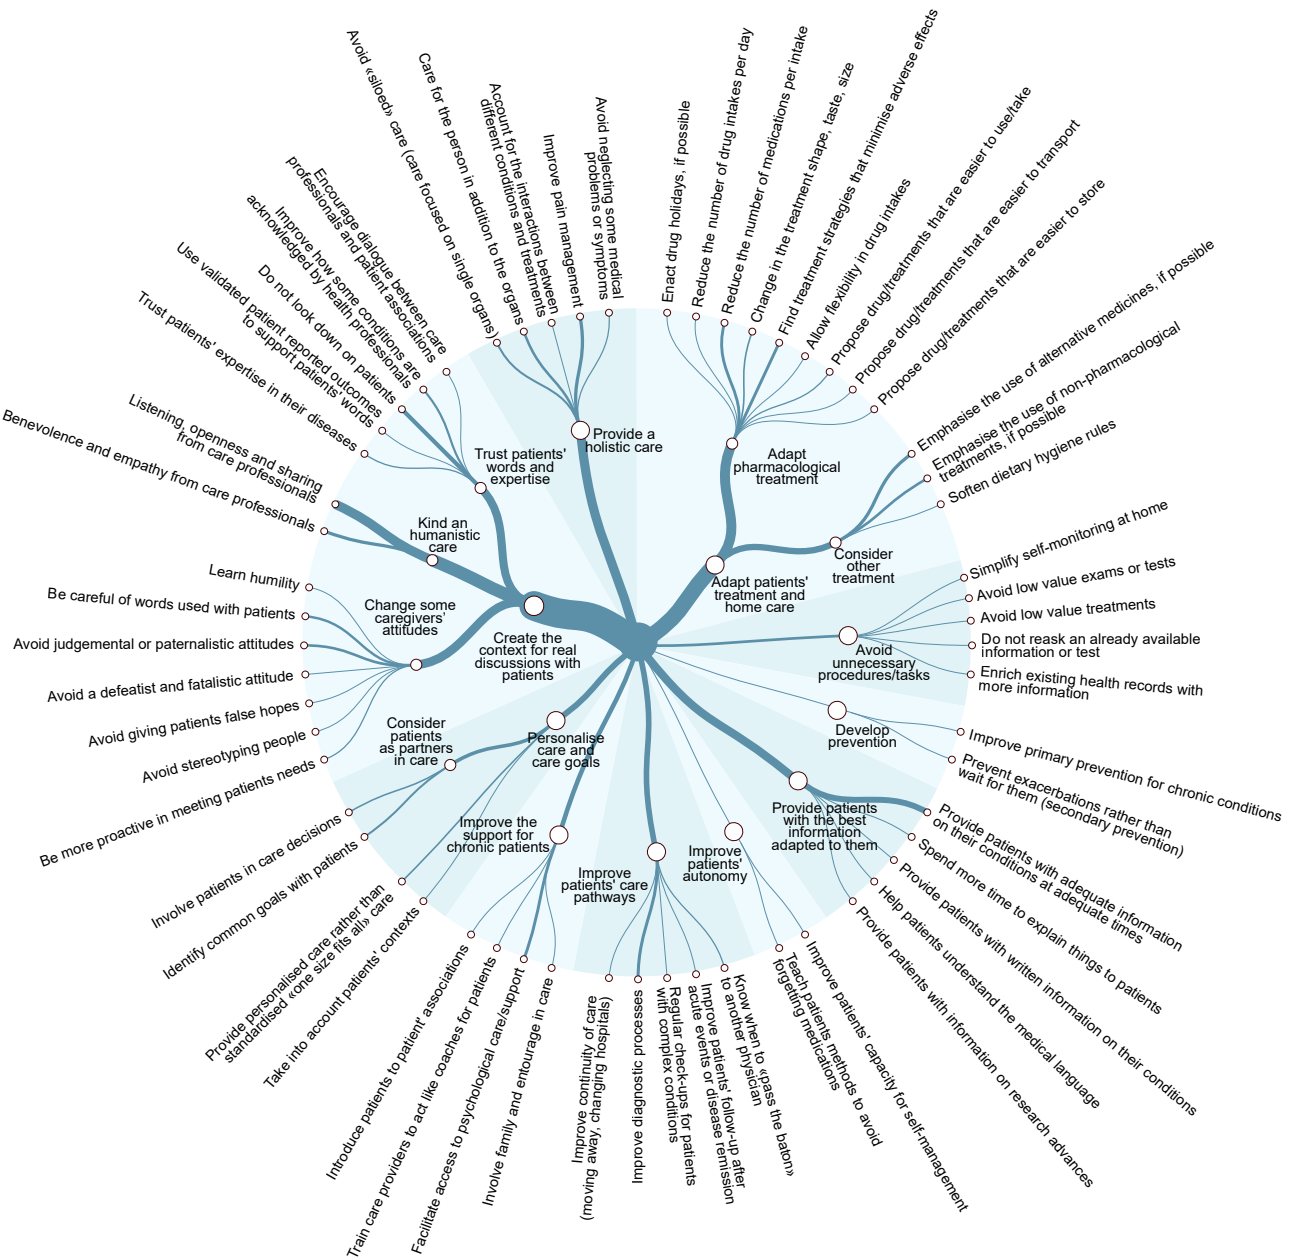 Avoid «siloed» care (care focused on single organs)
Care for the person in addition to the organs
Account for the interactions between
different conditions and treatments
Improve pain management
Avoid neglecting some medical
problems or symptoms
Provide a
holistic care
Enact drug holidays, if possible
Reduce the number of drug intakes per day
Reduce the number of medications per intake
Change in the treatment shape, taste, size
Find treatment strategies that minimise adverse effects
Allow flexibility in drug intakes
Propose drug/treatments that are easier to use/take
Propose drug/treatments that are easier to transport
Propose drug/treatments that are easier to store
Adapt
pharmacological
treatment
Emphasise the use of alternative medicines, if possible
Emphasise the use of non-pharmacological
treatments, if possible
Soften dietary hygiene rules
Consider
other
treatment
Adapt patients'
treatment and
home care
Simplify self-monitoring at home
Avoid low value exams or tests
Avoid low value treatments
Do not reask an already available
information or test
Enrich existing health records with
more information
Avoid
unnecessary
procedures/tasks
Improve primary prevention for chronic conditions
Prevent exacerbations rather than
wait for them (secondary prevention)
Develop
prevention
Provide patients with adequate information
on their conditions at adequate times
Spend more time to explain things to patients
Provide patients with written information on their conditions
Help patients understand the medical language
Provide patients with information on research advances
Provide patients
with the best
information
adapted to them
Improve patients' capacity for self-management
Teach patients methods to avoid
forgetting medications
Improve
patients'
autonomy
Know when to «pass the baton»
to another physician
Improve patients' follow-up after
acute events or disease remission
Regular check-ups for patients
with complex conditions
Improve diagnostic processes
Improve continuity of care
(moving away, changing hospitals)
Improve
patients' care
pathways
Involve family and entourage in care
Facilitate access to psychological care/support
Train care providers to act like coaches for patients
Introduce patients to patient' associations
Improve the
support for
chronic patients
Take into account patients' contexts
Provide personalised care rather than
standardised «one size fits all» care
Identify common goals with patients
Involve patients in care decisions
Consider
patients
as partners
in care
Personalise
care and
care goals
Be more proactive in meeting patients needs
Avoid stereotyping people
Avoid giving patients false hopes
Avoid a defeatist and fatalistic attitude
Avoid judgemental or paternalistic attitudes
Be careful of words used with patients
Learn humility
Change some
caregivers'
attitudes
Benevolence and empathy from care professionals
Listening, openness and sharing
from care professionals
Kind an
humanistic
care
Trust patients' expertise in their diseases
Use validated patient reported outcomes
to support patients' words
Do not look down on patients
Improve how some conditions are
acknowledged by health professionals
Encourage dialogue between care
professionals and patient associations
Trust patients'
words and
expertise
Create the
context for real
discussions with
patients